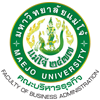 มหาวิทยาลัยแม่โจ้
MAEJO UNIVERSITY
คณะบริหารธุรกิจ
FACULTY OF BUSINESS ADMINISTRATION